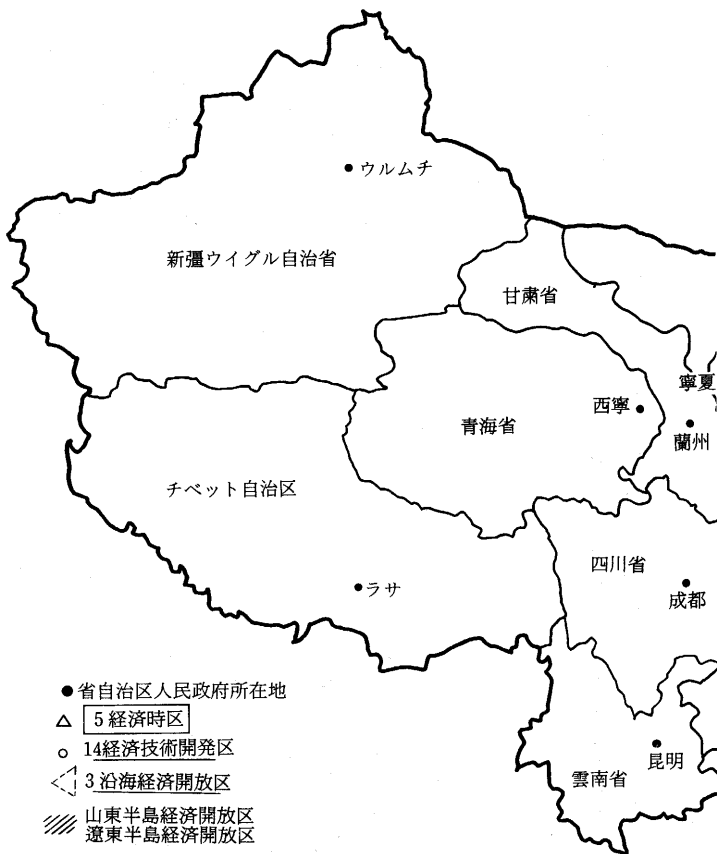 ウルムチ
新疆ウイグル自治省
甘粛省
寧夏
西寧
青海省
蘭州
チベット自治区
四川省
ラサ
成都
省自治区人民政府所在地
5経済時区
14経済技術開発区
昆明
3沿海経済開放区
雲南省
山東半島経済開放区
遼東半島経済開放区